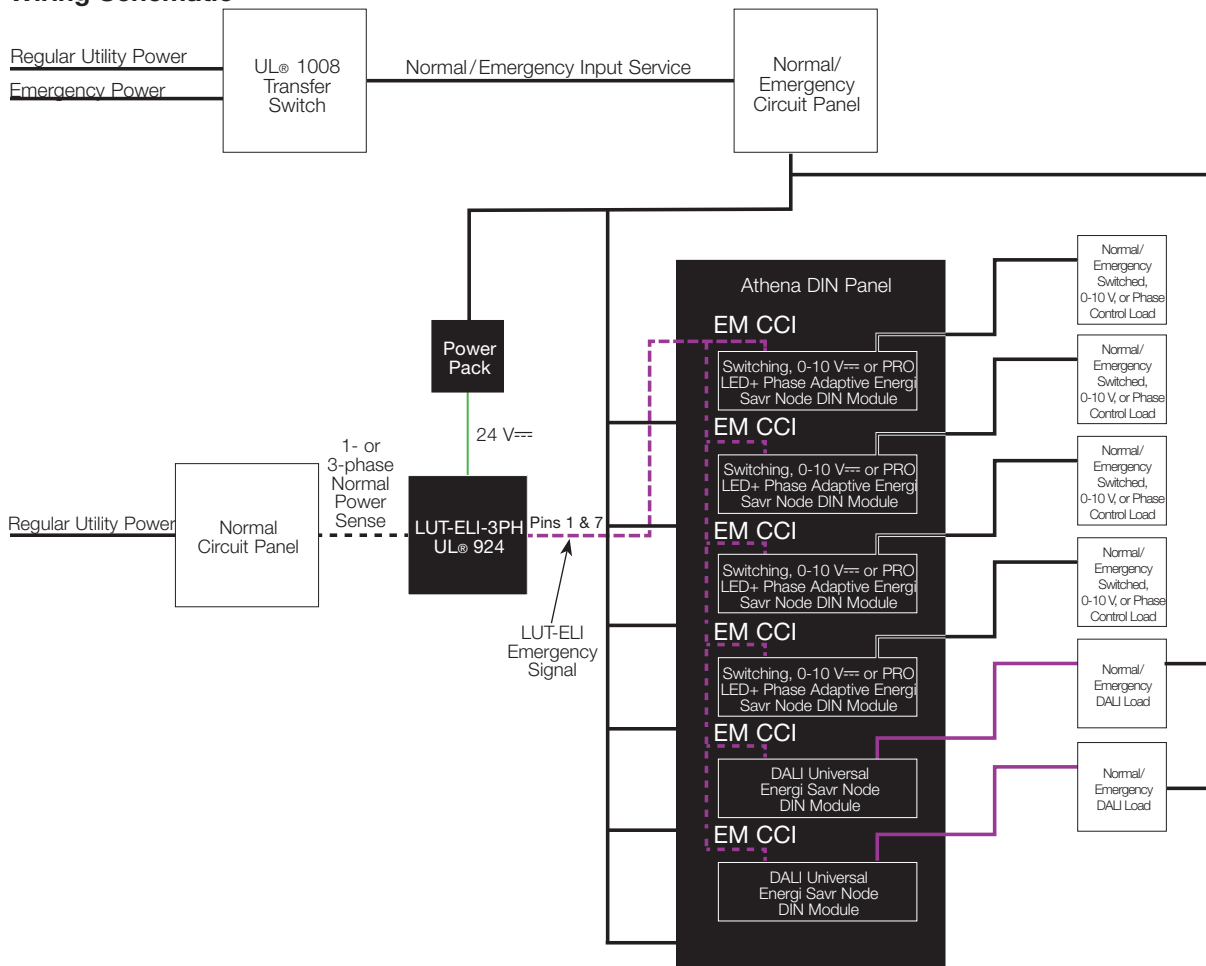 Wiring Schematic
Regular Utility Power
Emergency Power
UL® 1008
Transfer
Switch
Normal/Emergency Input Service
Normal/
Emergency
Circuit Panel
Athena DIN Panel
Power
Pack
24 V⎓
1- or
3-phase
Normal
Power
Sense
Regular Utility Power
Normal
Circuit Panel
LUT-ELI-3PH
UL® 924
Pins 1 & 7
LUT-ELI
Emergency
Signal
EM CCI
Switching, 0-10 V⎓ or PRO
LED+ Phase Adaptive Energi
Savr Node DIN Module
EM CCI
Switching, 0-10 V⎓ or PRO
LED+ Phase Adaptive Energi
Savr Node DIN Module
EM CCI
Switching, 0-10 V⎓ or PRO
LED+ Phase Adaptive Energi
Savr Node DIN Module
EM CCI
Switching, 0-10 V⎓ or PRO
LED+ Phase Adaptive Energi
Savr Node DIN Module
EM CCI
DALI Universal
Energi Savr Node
DIN Module
EM CCI
DALI Universal
Energi Savr Node
DIN Module
Normal/
Emergency
Switched,
0-10 V, or Phase
Control Load
Normal/
Emergency
Switched,
0-10 V, or Phase
Control Load
Normal/
Emergency
Switched,
0-10 V, or Phase
Control Load
Normal/
Emergency
Switched,
0-10 V, or Phase
Control Load
Normal/
Emergency
DALI Load
Normal/
Emergency
DALI Load